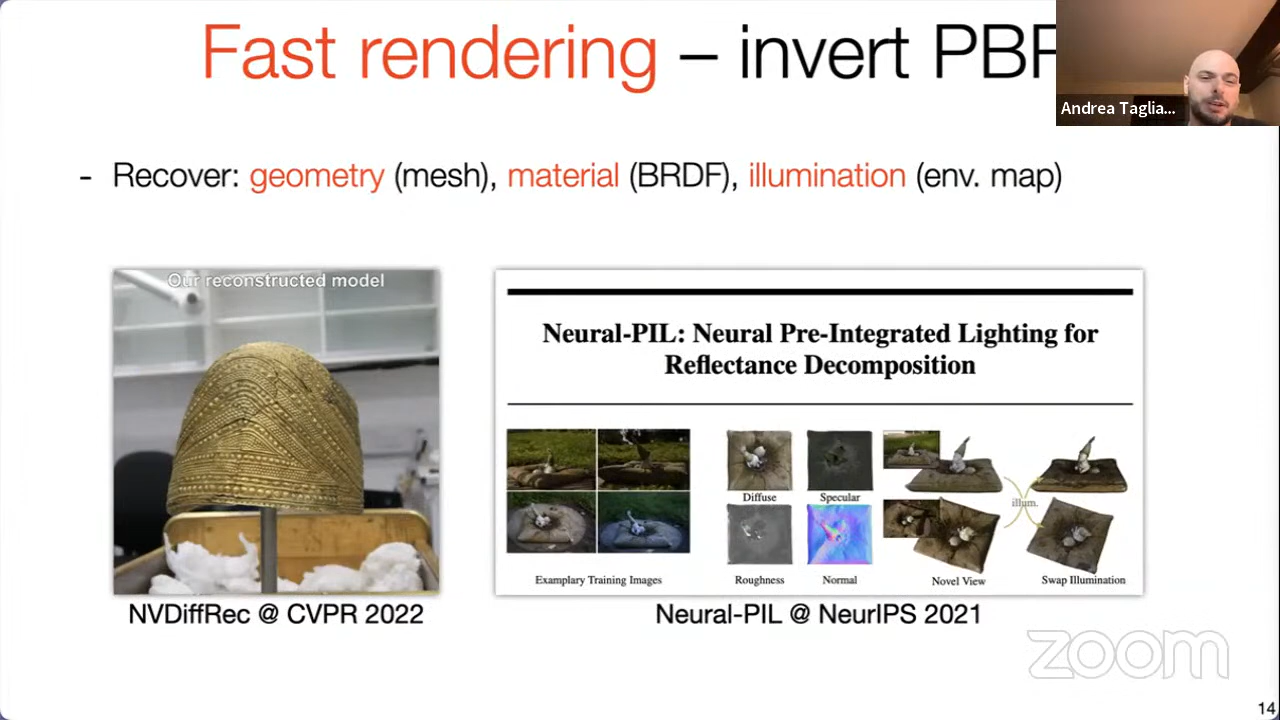 Fast rendering – invert PBR
Andrea Taglia...
- Recover: geometry (mesh), material (BRDF), illumination (env. map)
Our reconstructed model
NVDiffRec @ CVPR 2022
Neural-PIL: Neural Pre-Integrated Lighting for
Reflectance Decomposition
Diffuse
Specular
illum.
Examplary Training Images
Roughness
Normal
Novel View
Swap Illumination
Neural-PIL @ NeurIPS 2021
zoom
14